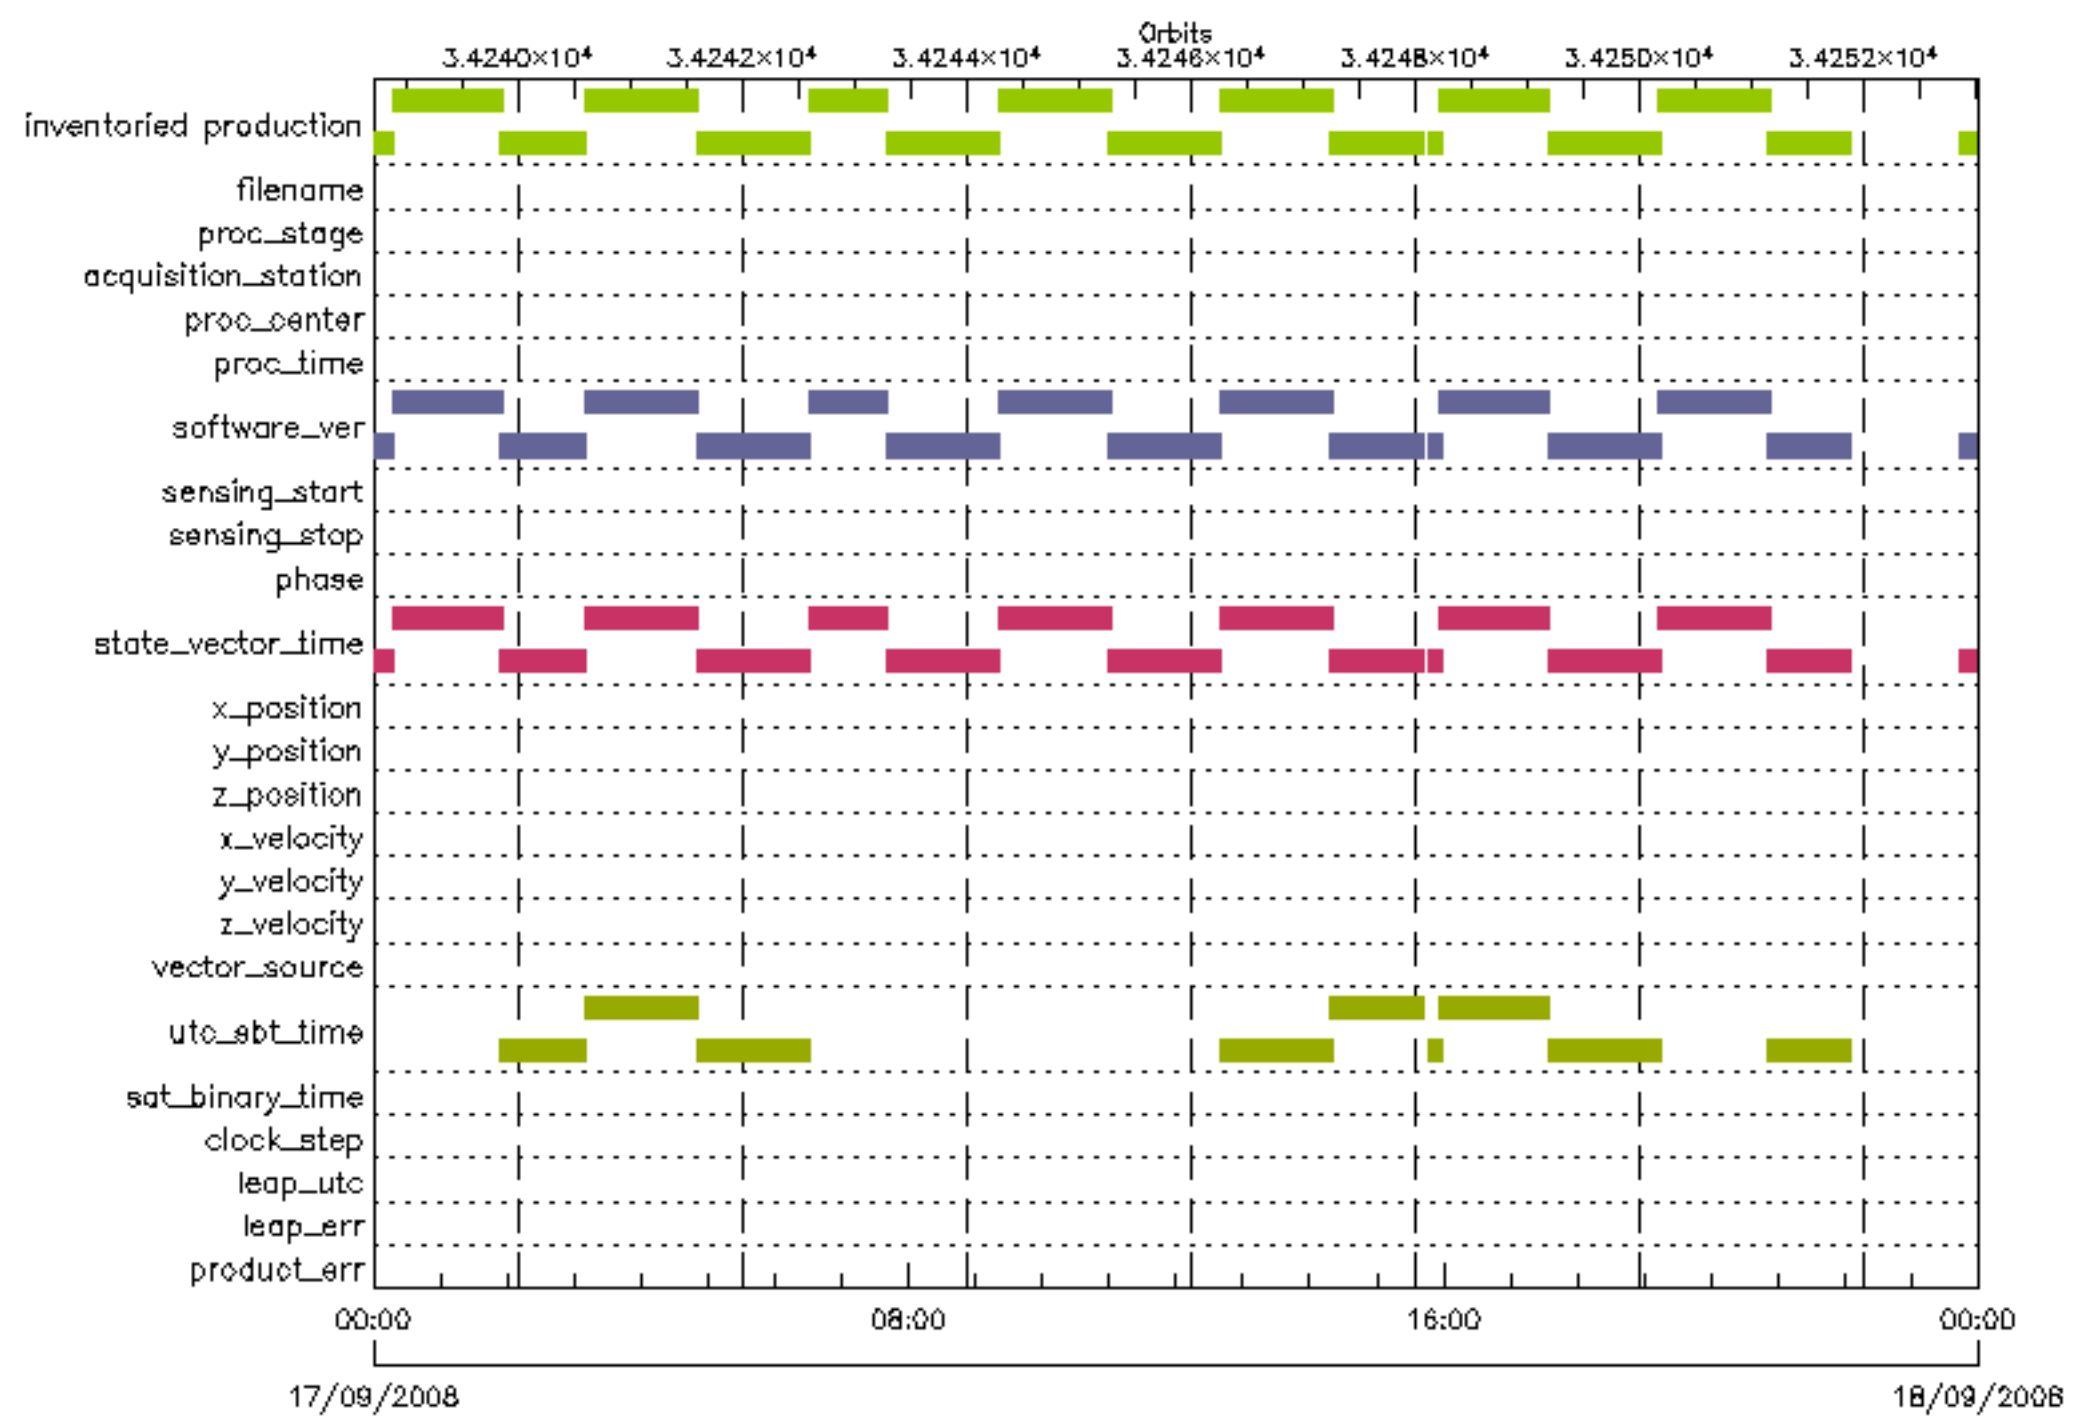 Orbits
3.4240×10⁴ 3.4242×10⁴ 3.4244×10⁴ 3.4246×10⁴ 3.4248×10⁴ 3.4250×10⁴ 3.4252×10⁴
inventoried production
filename
proc_stage
acquisition_station
proc_center
proc_time
software_ver
sensing_start
sensing_stop
phase
state_vector_time
x_position
y_position
z_position
x_velocity
y_velocity
z_velocity
vector_source
utc_sbt_time
sat_binary_time
clock_step
leap_utc
leap_err
product_err
00:00 08:00 16:00 00:00
17/09/2008 18/09/2008